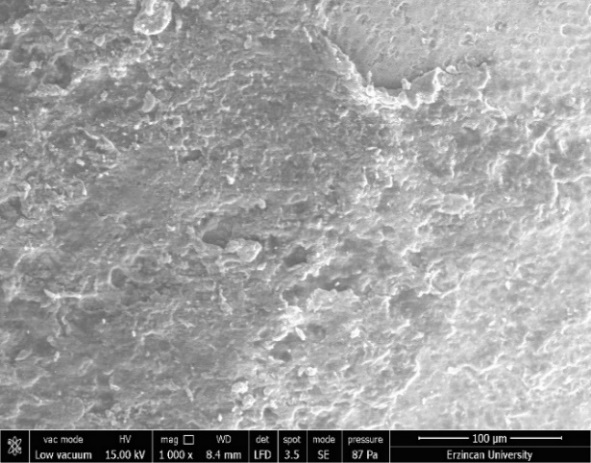 vac mode HV mag WD det spot mode pressure 100 µm
Low vacuum 15.00 kV 1 000 x 8.4 mm LFD 3.5 SE 87 Pa Erzincan University